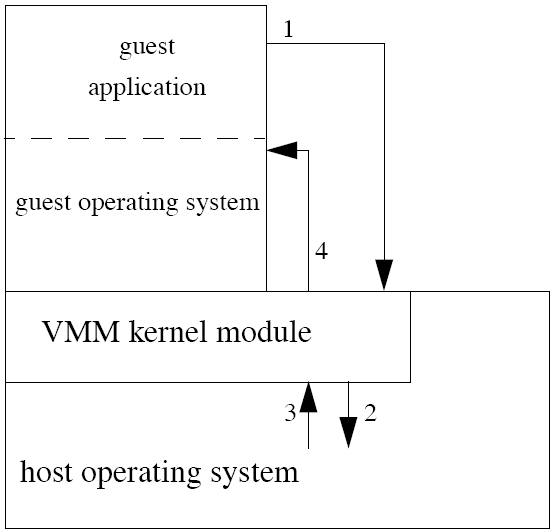 guest
application
1
guest operating system
4
VMM kernel module
3
2
host operating system